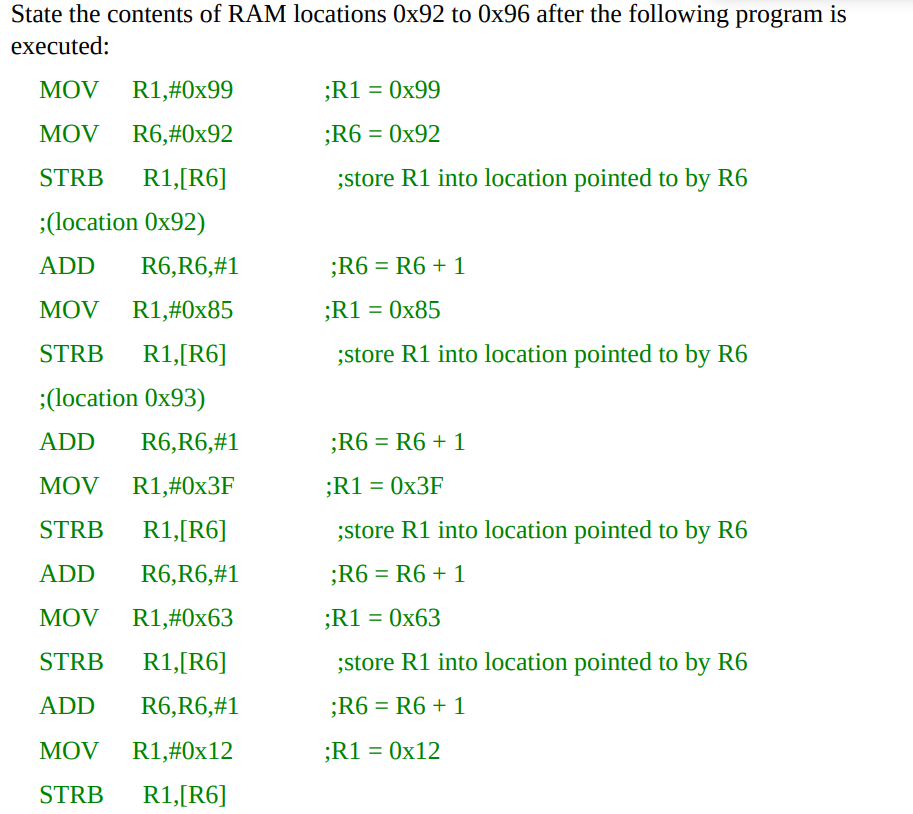 State the contents of RAM locations 0x92 to 0x96 after the following program is
executed:
MOV R1,#0x99 ;R1 = 0x99
MOV R6,#0x92 ;R6 = 0x92
STRB R1,[R6] ;store R1 into location pointed to by R6
;(location 0x92)
ADD R6,R6,#1 ;R6 = R6 + 1
MOV R1,#0x85 ;R1 = 0x85
STRB R1,[R6] ;store R1 into location pointed to by R6
;(location 0x93)
ADD R6,R6,#1 ;R6 = R6 + 1
MOV R1,#0x3F ;R1 = 0x3F
STRB R1,[R6] ;store R1 into location pointed to by R6
ADD R6,R6,#1 ;R6 = R6 + 1
MOV R1,#0x63 ;R1 = 0x63
STRB R1,[R6] ;store R1 into location pointed to by R6
ADD R6,R6,#1 ;R6 = R6 + 1
MOV R1,#0x12 ;R1 = 0x12
STRB R1,[R6]